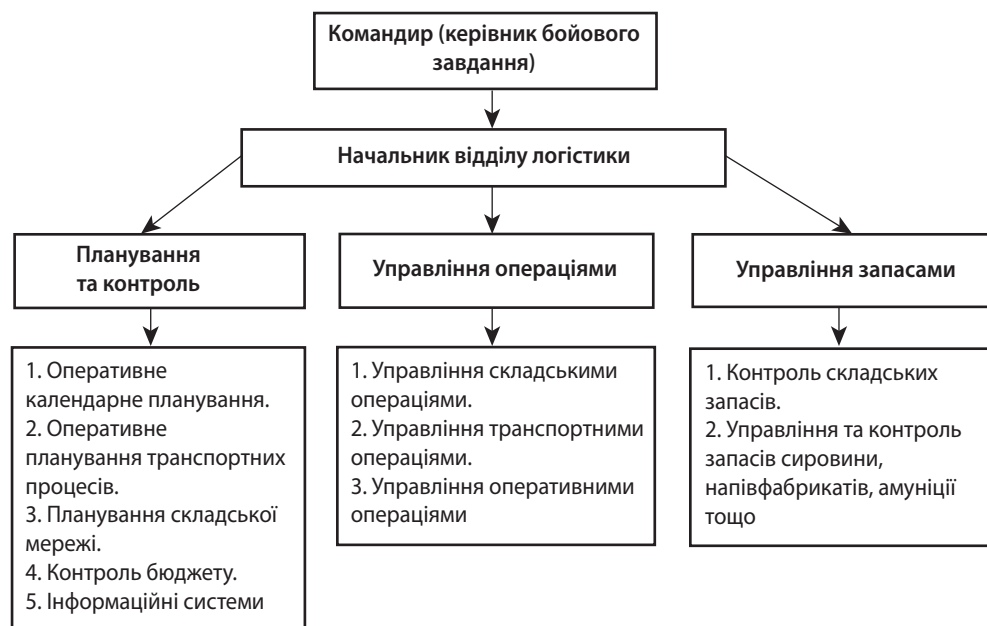 Командир (керівник бойового
завдання)
Начальник відділу логістики
Планування
та контроль
Управління операціями
Управління запасами
1. Оперативне
календарне планування.
2. Оперативне
планування транспортних
процесів.
3. Планування складської
мережі.
4. Контроль бюджету.
5. Інформаційні системи
1. Управління складськими
операціями.
2. Управління транспортними
операціями.
3. Управління оперативними
операціями
1. Контроль складських
запасів.
2. Управління та контроль
запасів сировини,
напівфабрикатів, амуніції
тощо